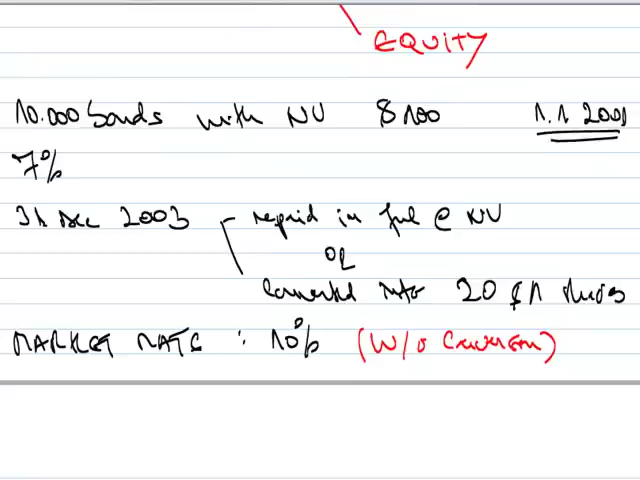 EQUITY
10.000 bonds with NV $100 1.1.2001
7%
31 Dec 2003 repaid in full @ NV
OR
converted into 20 $1 shares
MARKET RATE : 10% (W/O Conversion)